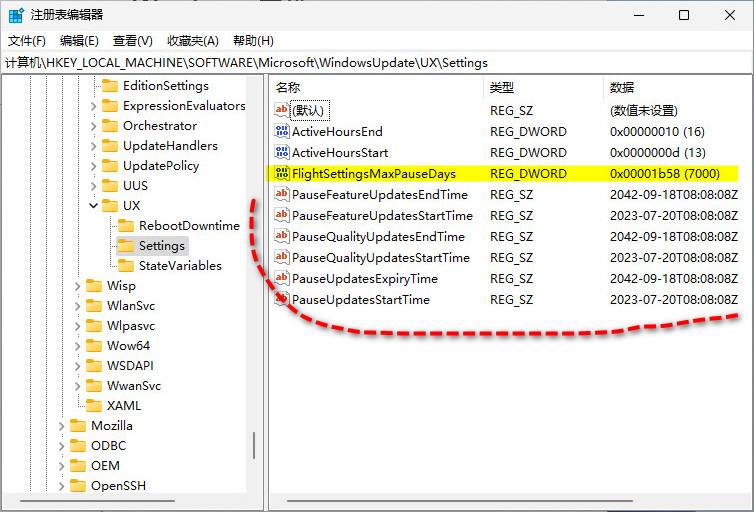 注册表编辑器
文件(F) 编辑(E) 查看(V) 收藏夹(A) 帮助(H)
计算机\HKEY_LOCAL_MACHINE\SOFTWARE\Microsoft\WindowsUpdate\UX\Settings
EditionSettings
ExpressionEvaluators
Orchestrator
UpdateHandlers
UpdatePolicy
UUS
UX
RebootDowntime
Settings
StateVariables
Wisp
WlanSvc
Wlpasvc
Wow64
WSDAPI
WwanSvc
XAML
Mozilla
ODBC
OEM
OpenSSH
名称 类型 数据
(默认) REG_SZ (数值未设置)
ActiveHoursEnd REG_DWORD 0x00000010 (16)
ActiveHoursStart REG_DWORD 0x0000000d (13)
FlightSettingsMaxPauseDays REG_DWORD 0x00001b58 (7000)
PauseFeatureUpdatesEndTime REG_SZ 2042-09-18T08:08:08Z
PauseFeatureUpdatesStartTime REG_SZ 2023-07-20T08:08:08Z
PauseQualityUpdatesEndTime REG_SZ 2042-09-18T08:08:08Z
PauseQualityUpdatesStartTime REG_SZ 2023-07-20T08:08:08Z
PauseUpdatesExpiryTime REG_SZ 2042-09-18T08:08:08Z
PauseUpdatesStartTime REG_SZ 2023-07-20T08:08:08Z